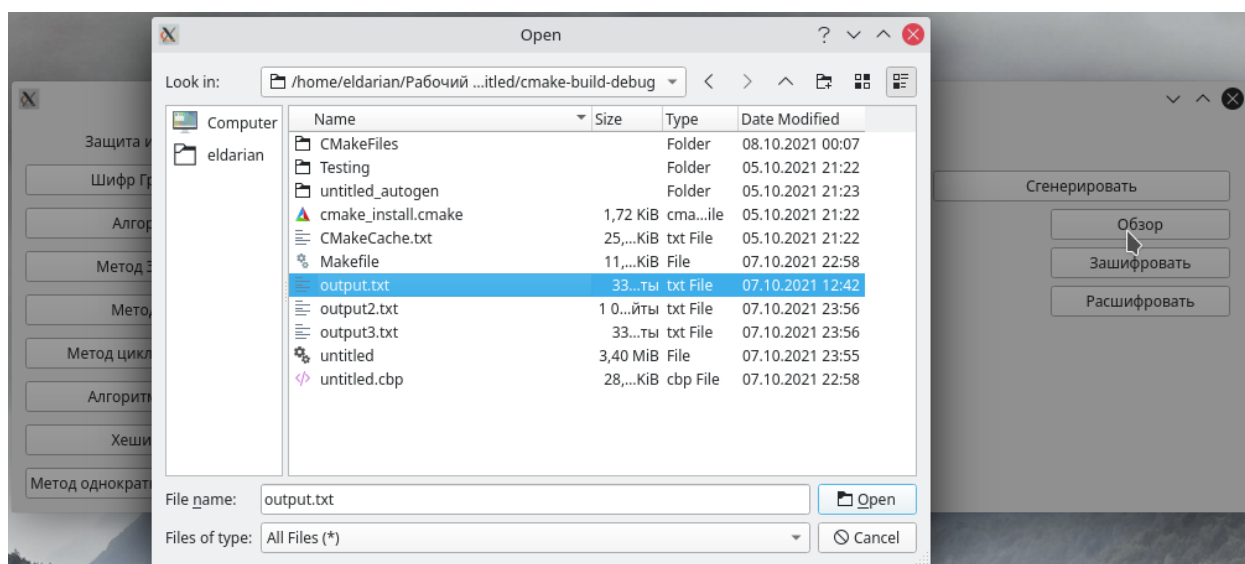 Open
Look in: /home/eldarian/Рабочий ...itled/cmake-build-debug
Computer
eldarian
Name Size Type Date Modified
CMakeFiles Folder 08.10.2021 00:07
Testing Folder 05.10.2021 21:22
untitled_autogen Folder 05.10.2021 21:23
cmake_install.cmake 1,72 KiB cma...ile 05.10.2021 21:22
CMakeCache.txt 25,...KiB txt File 05.10.2021 21:22
Makefile 11,...KiB File 07.10.2021 22:58
output.txt 33...ты txt File 07.10.2021 12:42
output2.txt 1 0...йты txt File 07.10.2021 23:56
output3.txt 33...ты txt File 07.10.2021 23:56
untitled 3,40 MiB File 07.10.2021 23:55
untitled.cbp 28,...KiB cbp File 07.10.2021 22:58
File name: output.txt
Open
Files of type: All Files (*)
Cancel
Защита и
Шифр Гр
Алгор
Метод З
Мето
Метод цикл
Алгоритм
Хеши
Метод однократ
Сгенерировать
Обзор
Зашифровать
Расшифровать